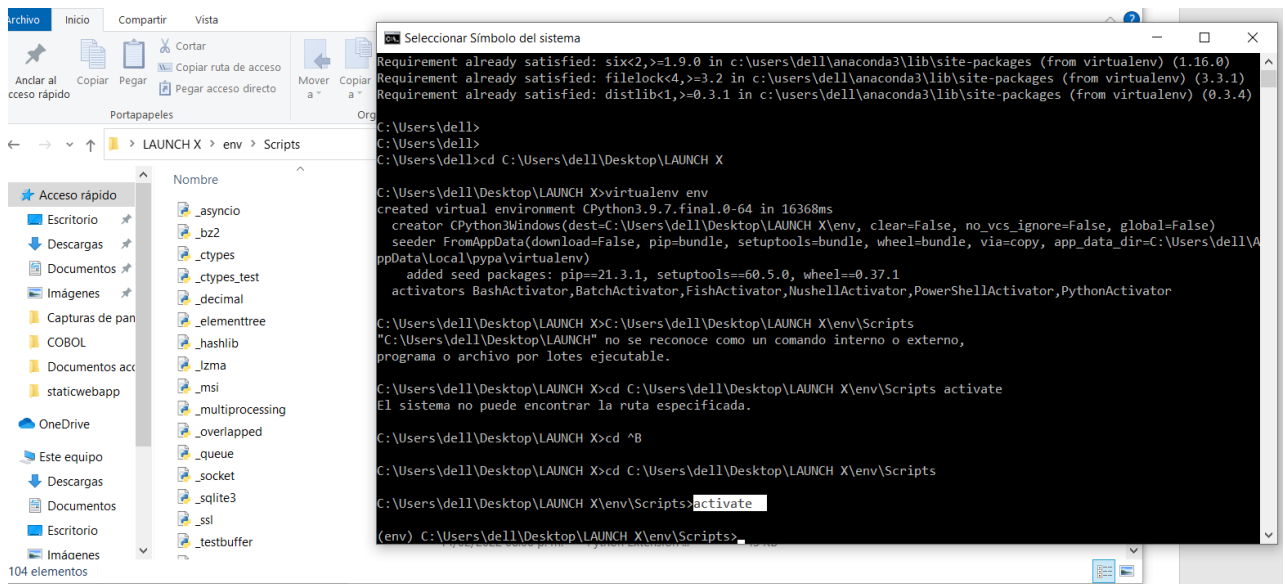 Archivo Inicio Compartir Vista
Anclar al
acceso rápido
Copiar
Pegar
Cortar
Copiar ruta de acceso
Pegar acceso directo
Portapapeles
Mover
a
Copiar
a
Org
LAUNCH X > env > Scripts
Acceso rápido
Escritorio
Descargas
Documentos
Imágenes
Capturas de pan
COBOL
Documentos acc
staticwebapp
OneDrive
Este equipo
Descargas
Documentos
Escritorio
Imágenes
104 elementos
Nombre
_asyncio
_bz2
_ctypes
_ctypes_test
_decimal
_elementtree
_hashlib
_lzma
_msi
_multiprocessing
_overlapped
_queue
_socket
_sqlite3
_ssl
_testbuffer
Seleccionar Símbolo del sistema
Requirement already satisfied: six<2,>=1.9.0 in c:\users\dell\anaconda3\lib\site-packages (from virtualenv) (1.16.0)
Requirement already satisfied: filelock<4,>=3.2 in c:\users\dell\anaconda3\lib\site-packages (from virtualenv) (3.3.1)
Requirement already satisfied: distlib<1,>=0.3.1 in c:\users\dell\anaconda3\lib\site-packages (from virtualenv) (0.3.4)
C:\Users\dell>
C:\Users\dell>
C:\Users\dell>cd C:\Users\dell\Desktop\LAUNCH X
C:\Users\dell\Desktop\LAUNCH X>virtualenv env
created virtual environment CPython3.9.7.final.0-64 in 16368ms
creator CPython3Windows(dest=C:\Users\dell\Desktop\LAUNCH X\env, clear=False, no_vcs_ignore=False, global=False)
seeder FromAppData(download=False, pip=bundle, setuptools=bundle, wheel=bundle, via=copy, app_data_dir=C:\Users\dell\A
ppData\Local\pypa\virtualenv)
added seed packages: pip==21.3.1, setuptools==60.5.0, wheel==0.37.1
activators BashActivator,BatchActivator,FishActivator,NushellActivator,PowerShellActivator,PythonActivator
C:\Users\dell\Desktop\LAUNCH X>C:\Users\dell\Desktop\LAUNCH X\env\Scripts
"C:\Users\dell\Desktop\LAUNCH" no se reconoce como un comando interno o externo,
programa o archivo por lotes ejecutable.
C:\Users\dell\Desktop\LAUNCH X>cd C:\Users\dell\Desktop\LAUNCH X\env\Scripts activate
El sistema no puede encontrar la ruta especificada.
C:\Users\dell\Desktop\LAUNCH X>cd ^B
C:\Users\dell\Desktop\LAUNCH X>cd C:\Users\dell\Desktop\LAUNCH X\env\Scripts
C:\Users\dell\Desktop\LAUNCH X\env\Scripts>activate
(env) C:\Users\dell\Desktop\LAUNCH X\env\Scripts>